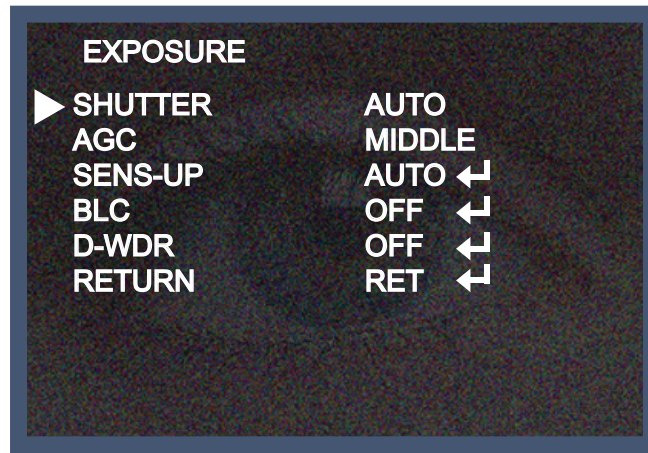 EXPOSURE
SHUTTER AUTO
AGC MIDDLE
SENS-UP AUTO
BLC OFF
D-WDR OFF
RETURN RET